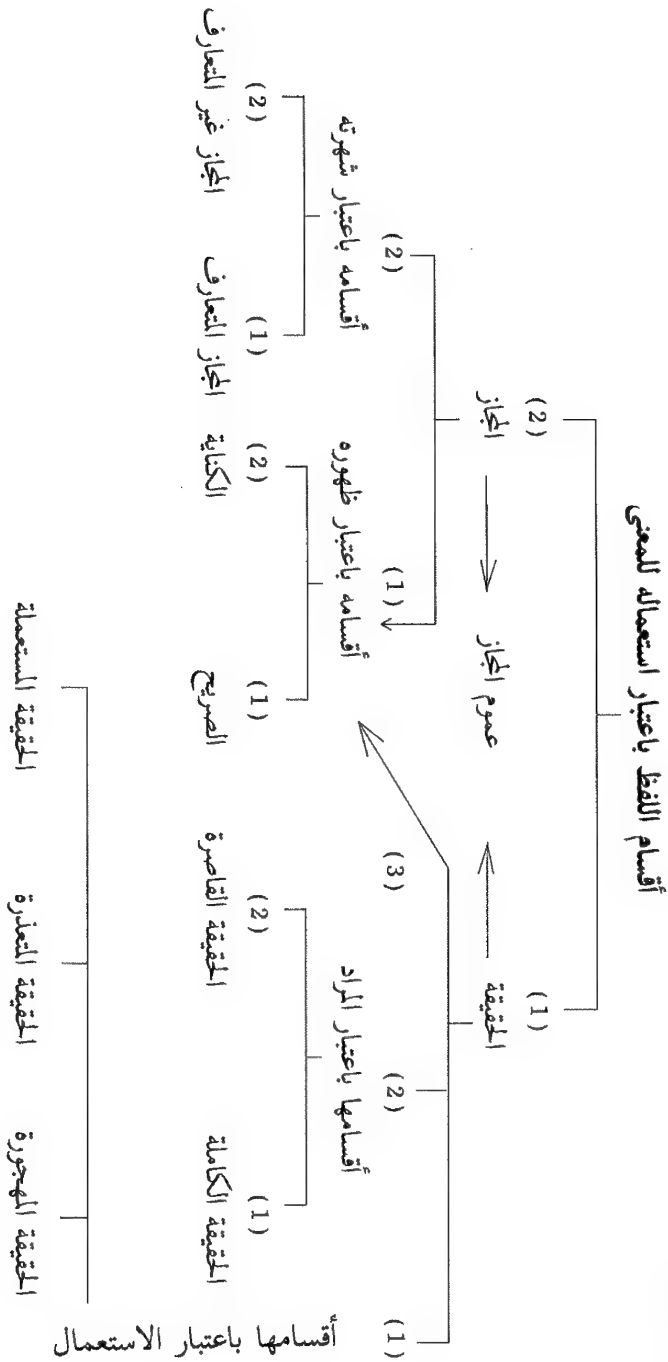 أقسام اللفظ باعتبار استعماله للمعنى
(1)
الحقيقة
عموم المجاز
(2)
المجاز
(1)
أقسامها باعتبار الاستعمال
(2)
أقسامها باعتبار المراد
(3)
(1)
أقسامه باعتبار ظهوره
(2)
أقسامه باعتبار شهرته
(1)
الحقيقة الكاملة
(2)
الحقيقة القاصرة
(1)
الصريح
(2)
الكناية
(1)
المجاز المتعارف
(2)
المجاز غير المتعارف
الحقيقة المهجورة
الحقيقة المتعذرة
الحقيقة المستعملة